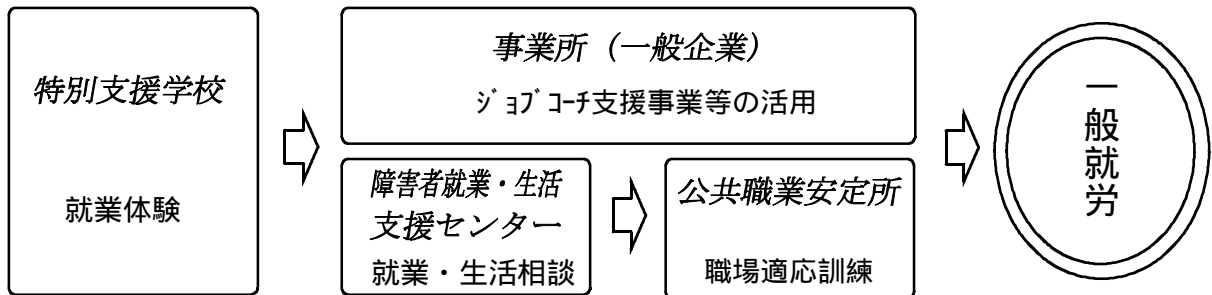 特別支援学校
就業体験
事業所（一般企業）
ｼﾞｮﾌﾞｺｰﾁ支援事業等の活用
障害者就業・生活
支援センター
就業・生活相談
公共職業安定所
職場適応訓練
一般就労